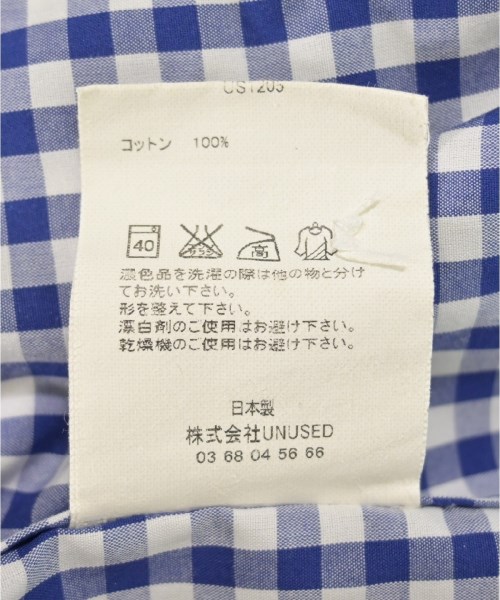 CS1205
コットン 100%
40 エンソ 高
濃色品を洗濯の際は他の物と分け
てお洗い下さい。
形を整えて下さい。
漂白剤のご使用はお避け下さい。
乾燥機のご使用はお避け下さい。
日本製
株式会社UNUSED
03 68 04 56 66